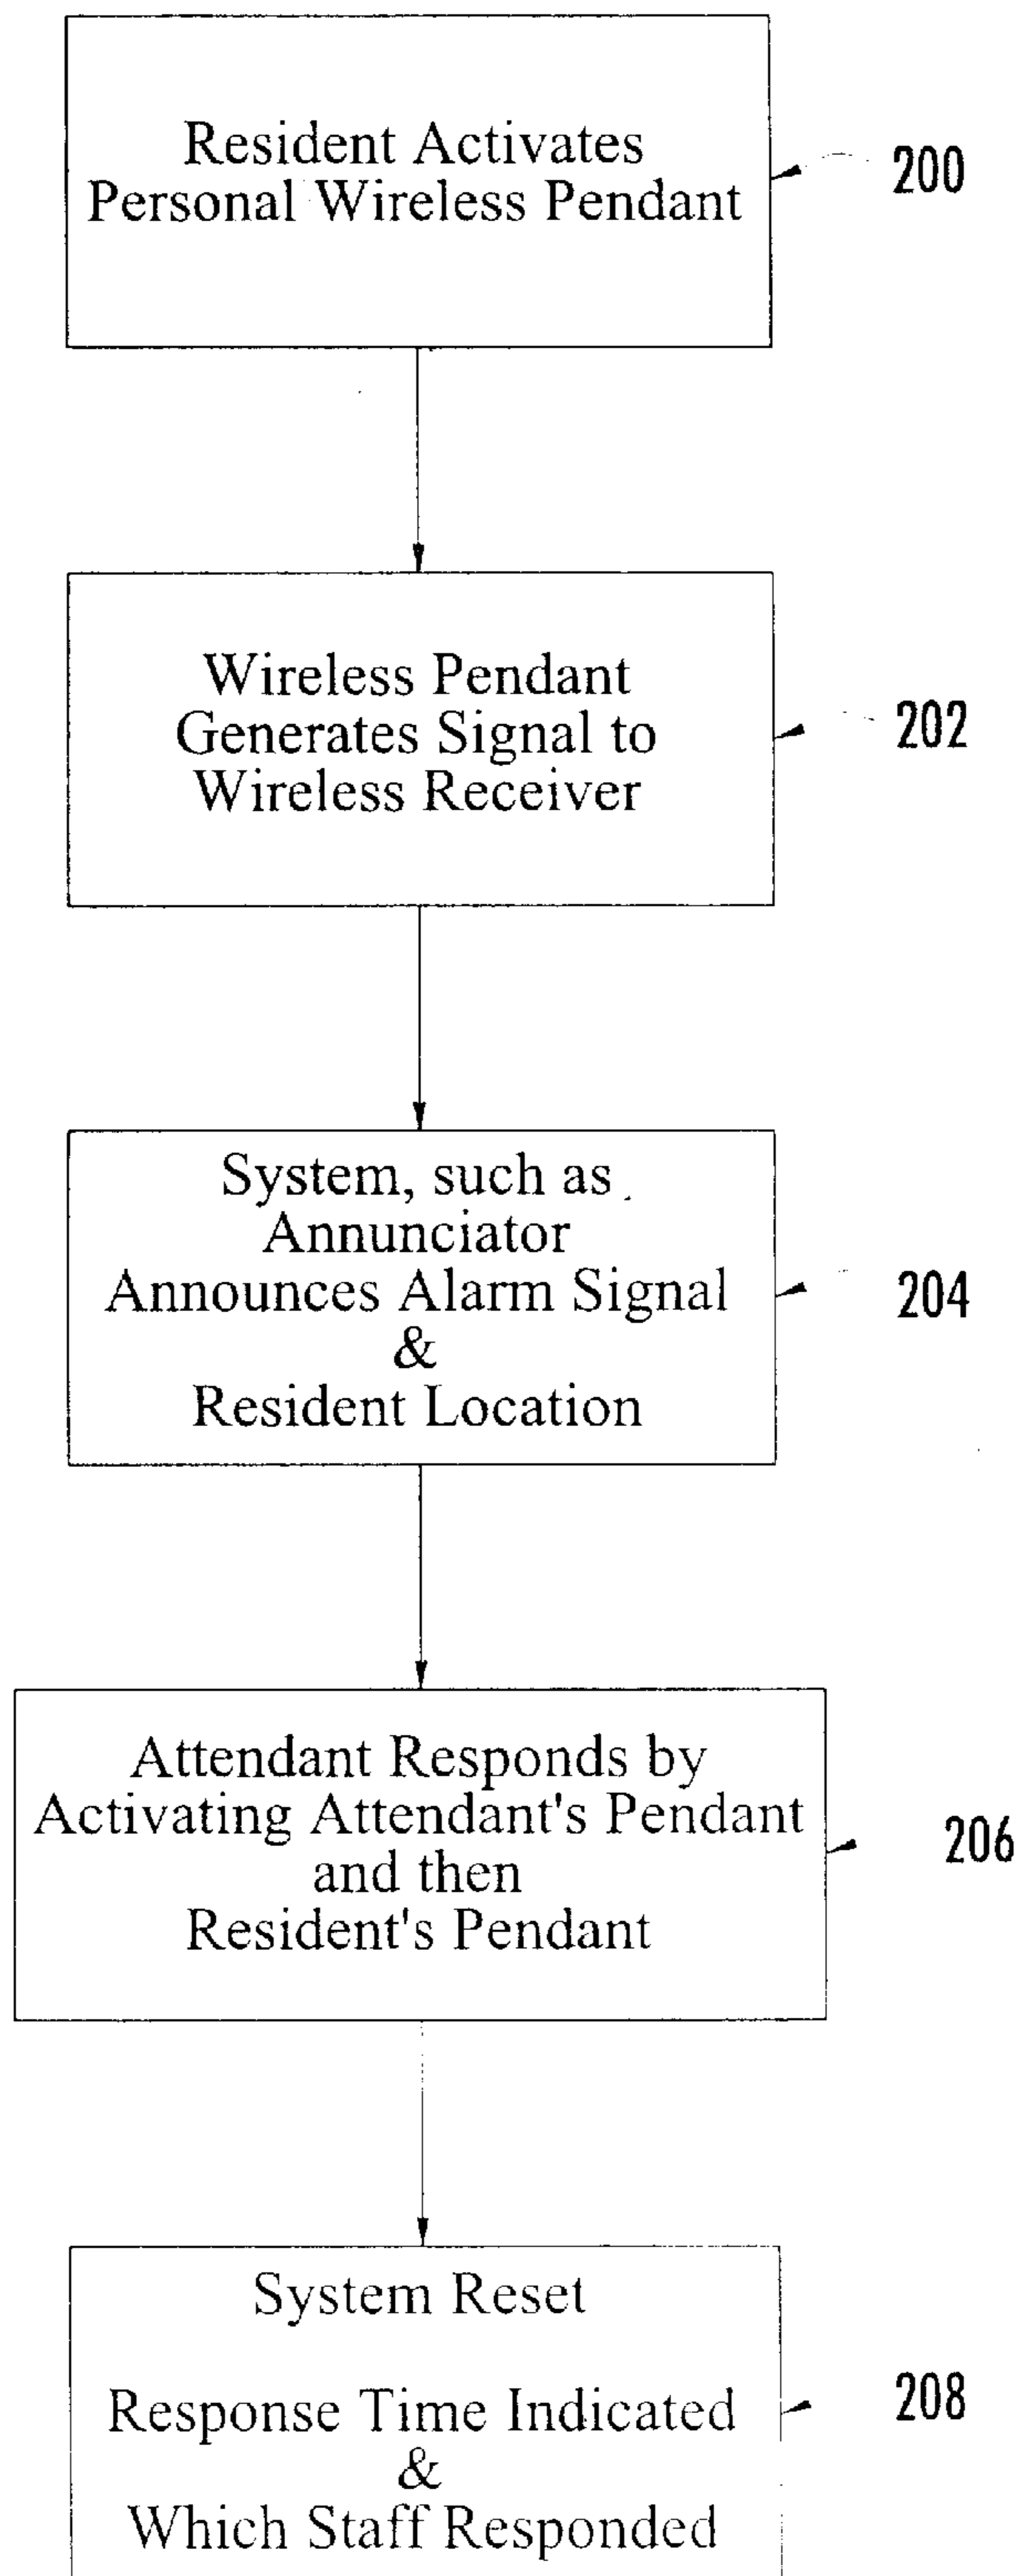 Resident Activates
Personal Wireless Pendant
200
Wireless Pendant
Generates Signal to
Wireless Receiver
202
System, such as
Annunciator
Announces Alarm Signal
&
Resident Location
204
Attendant Responds by
Activating Attendant's Pendant
and then
Resident's Pendant
206
System Reset
Response Time Indicated
&
Which Staff Responded
208